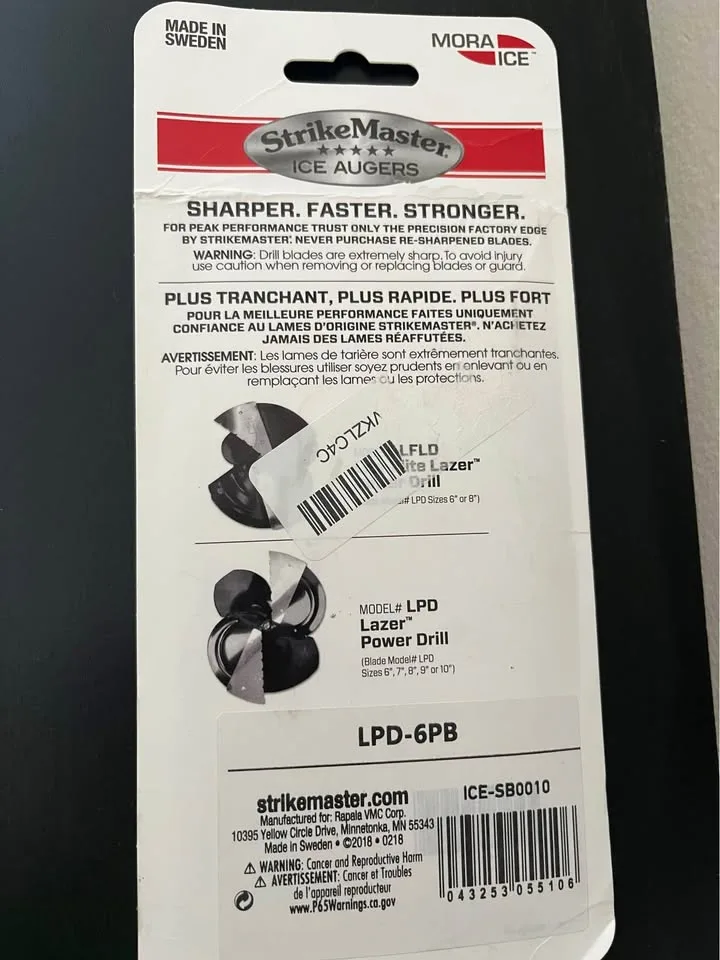 MADE IN
SWEDEN
MORA
ICE™
StrikeMaster®
★★★★★
ICE AUGERS
SHARPER. FASTER. STRONGER.
FOR PEAK PERFORMANCE TRUST ONLY THE PRECISION FACTORY EDGE
BY STRIKEMASTER®. NEVER PURCHASE RE-SHARPENED BLADES.
WARNING: Drill blades are extremely sharp. To avoid injury
use caution when removing or replacing blades or guard.
PLUS TRANCHANT, PLUS RAPIDE. PLUS FORT
POUR LA MEILLEURE PERFORMANCE FAITES UNIQUEMENT
CONFIANCE AU LAMES D'ORIGINE STRIKEMASTER®. N'ACHETEZ
JAMAIS DES LAMES RÉAFFUTÉES.
AVERTISSEMENT: Les lames de tarière sont extrêmement tranchantes.
Pour éviter les blessures utiliser soyez prudents en enlevant ou en
remplaçant les lames ou les protections.
VKZLC4C
LFLD
ite Lazer™
Drill
# LPD Sizes 6" or 8")
MODEL# LPD
Lazer™
Power Drill
(Blade Model# LPD
Sizes 6", 7", 8", 9" or 10")
LPD-6PB
strikemaster.com
Manufactured for: Rapala VMC Corp.
10395 Yellow Circle Drive, Minnetonka, MN 55343
Made in Sweden • ©2018 • 0218
⚠ WARNING: Cancer and Reproductive Harm
⚠ AVERTISSEMENT: Cancer et Troubles
de l'appareil reproducteur
www.P65Warnings.ca.gov
ICE-SB0010
0 43253 05510 6